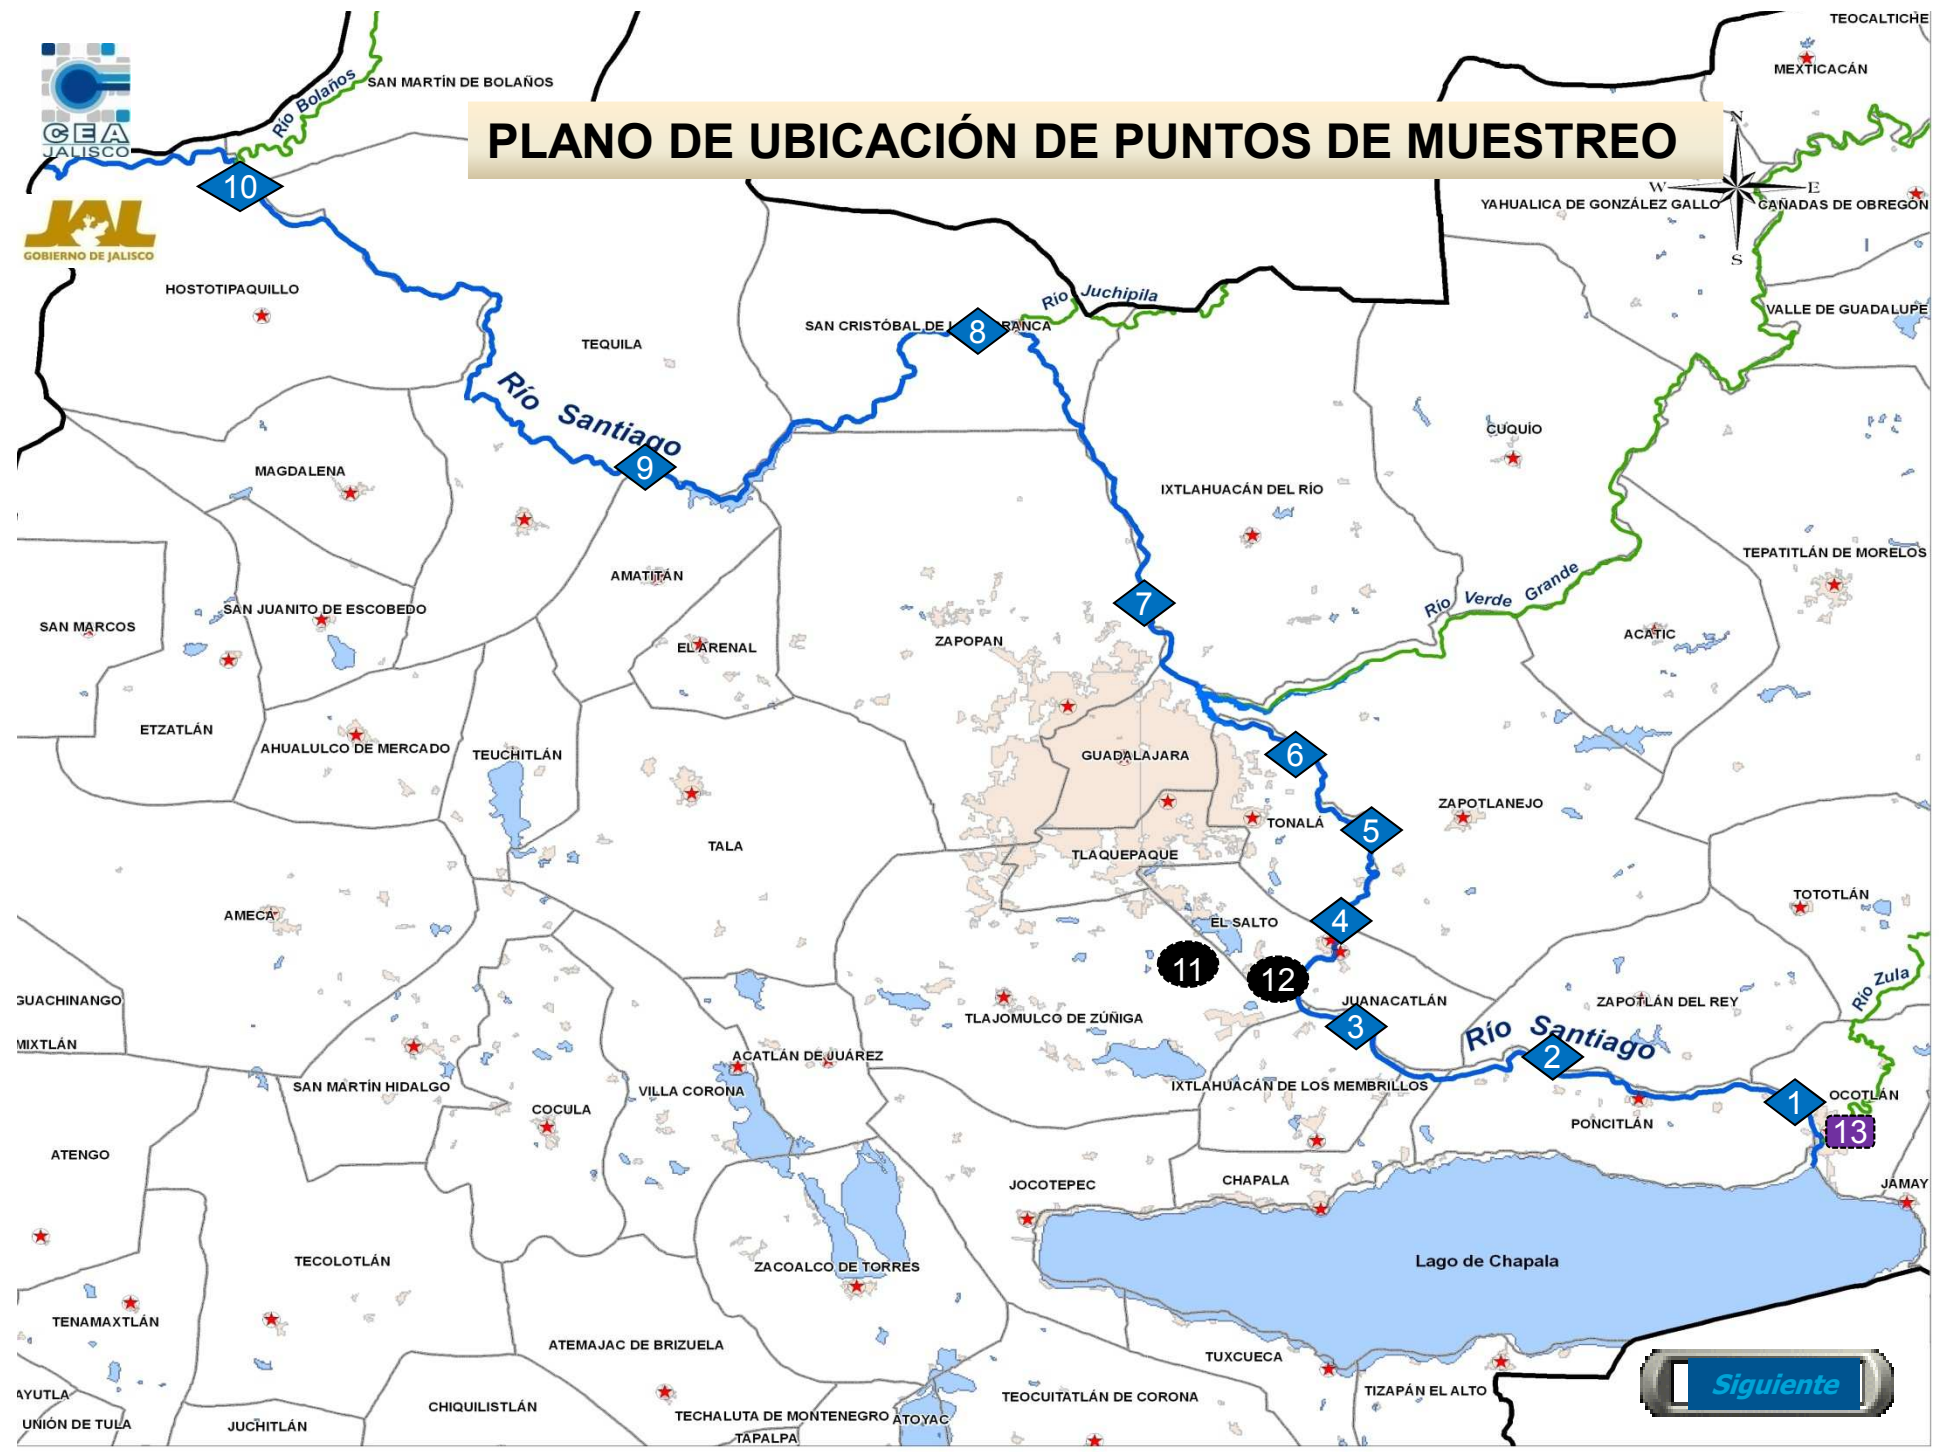 TEOCALTICHE
MEXTICACÁN
CEA
JALISCO
Río Bolaños
SAN MARTÍN DE BOLAÑOS
PLANO DE UBICACIÓN DE PUNTOS DE MUESTREO
N
W
E
S
10
JAL
GOBIERNO DE JALISCO
YAHUALICA DE GONZÁLEZ GALLO
CAÑADAS DE OBREGÓN
HOSTOTIPAQUILLO
Río Juchipila
VALLE DE GUADALUPE
SAN CRISTÓBAL DE L
RANCA
8
TEQUILA
Río Santiago
CUQUÍO
9
MAGDALENA
IXTLAHUACÁN DEL RÍO
TEPATITLÁN DE MORELOS
AMATITÁN
Río Verde Grande
7
SAN JUANITO DE ESCOBEDO
SAN MARCOS
ACATIC
ZAPOPAN
EL ARENAL
ETZATLÁN
AHUALULCO DE MERCADO
TEUCHITLÁN
GUADALAJARA
6
ZAPOTLANEJO
TONALÁ
5
TALA
TLAQUEPAQUE
TOTOTLÁN
AMECA
EL SALTO
4
11
12
Río Zula
GUACHINANGO
JUANACATLÁN
ZAPOTLÁN DEL REY
TLAJOMULCO DE ZÚÑIGA
3
Río Santiago
MIXTLÁN
2
ACATLÁN DE JUÁREZ
SAN MARTÍN HIDALGO
VILLA CORONA
IXTLAHUACÁN DE LOS MEMBRILLOS
1
OCOTLÁN
COCULA
PONCITLÁN
13
ATENGO
JOCOTEPEC
CHAPALA
JAMAY
TECOLOTLÁN
ZACOALCO DE TORRES
Lago de Chapala
TENAMAXTLÁN
ATEMAJAC DE BRIZUELA
TUXCUECA
Siguiente
AYUTLA
TEOCUITATLÁN DE CORONA
TIZAPÁN EL ALTO
CHIQUILISTLÁN
UNIÓN DE TULA
JUCHITLÁN
TECHALUTA DE MONTENEGRO
ATOYAC
TAPALPA